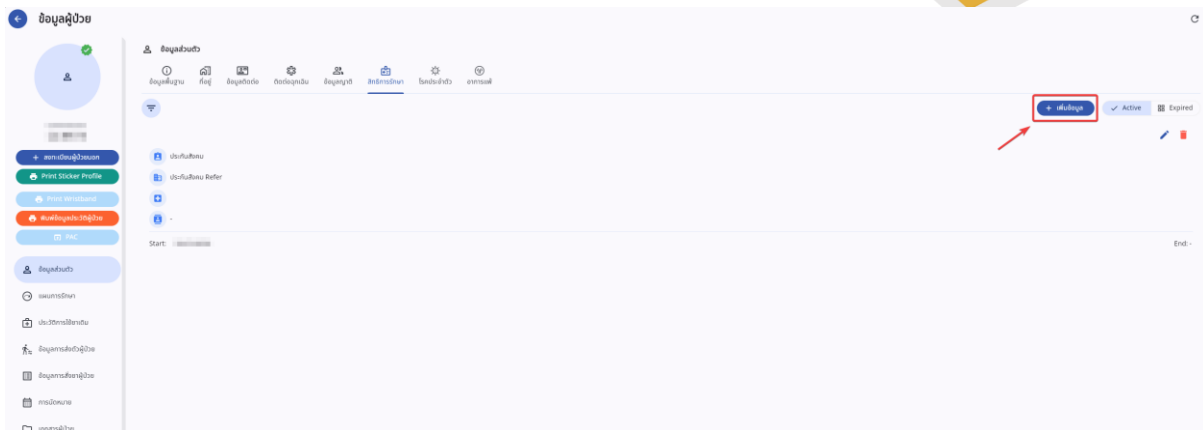 ข้อมูลผู้ป่วย
ข้อมูลส่วนตัว
ข้อมูลพื้นฐาน ที่อยู่ ข้อมูลติดต่อ ติดต่อฉุกเฉิน ข้อมูลญาติ สิทธิการรักษา โรคประจำตัว อาการแพ้
+ เพิ่มข้อมูล Active Expired
ประกันสังคม
ประกันสังคม Refer
-
Start: End: -
+ ลงทะเบียนผู้ป่วยนอก
Print Sticker Profile
Print Wristband
พิมพ์ข้อมูลประวัติผู้ป่วย
PAC
ข้อมูลส่วนตัว
แผนการรักษา
ประวัติการใช้ยาเดิม
ข้อมูลการส่งตัวผู้ป่วย
ข้อมูลการสั่งยาผู้ป่วย
การนัดหมาย
เอกสารผู้ป่วย